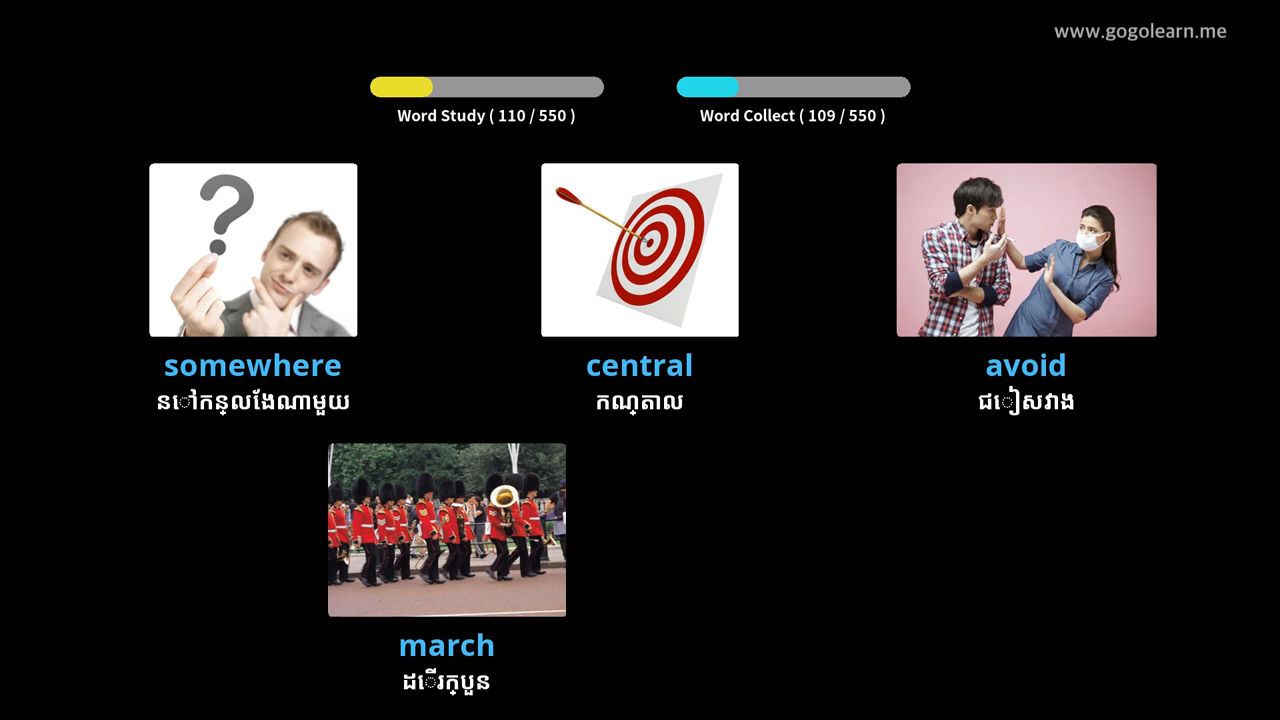 www.gogolearn.me
Word Study ( 110 / 550 )
Word Collect ( 109 / 550 )
somewhere
central
avoid
នៅកន្លងែណាមួយ
កណ្តាល
ជៀសវាង
march
ដើរក្បួន